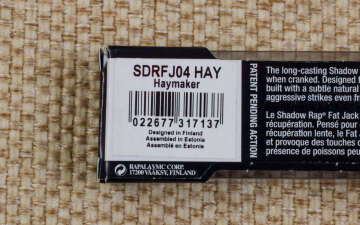 SDRFJ04 HAY
Haymaker
022677 317137
Designed in Finland
Assembled in Estonia
Assemblé en Estonie
RAPALA VMC CORP.
17200 VÄÄKSY, FINLAND
PATENT PENDING ACTION
The long-casting Shadow
when cranked. Designed f
built with a subtle natural
aggressive strikes even fr
Le Shadow Rap® Fat Jack
récupération. Pensé pour
récupération lente, le Fat
et provoque des touches d
présence de poissons peu